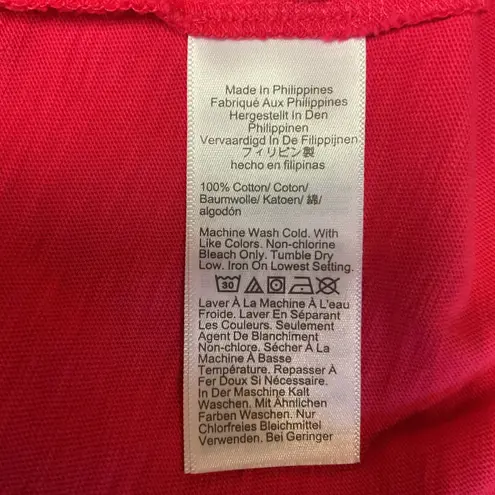 Made In Philippines
Fabriqué Aux Philippines
Hergestellt In Den
Philippinen
Vervaardigd In De Filippijnen
フィリピン製
hecho en filipinas
100% Cotton/ Coton/
Baumwolle/ Katoen/ 綿/
algodón
Machine Wash Cold. With
Like Colors. Non-chlorine
Bleach Only. Tumble Dry
Low. Iron On Lowest Setting.
30
Laver À La Machine À L'eau
Froide. Laver En Séparant
Les Couleurs. Seulement
Agent De Blanchiment
Non-chlore. Sécher À La
Machine À Basse
Température. Repasser À
Fer Doux Si Nécessaire.
In Der Maschine Kalt
Waschen. Mit Ähnlichen
Farben Waschen. Nur
Chlorfreies Bleichmittel
Verwenden. Bei Geringer